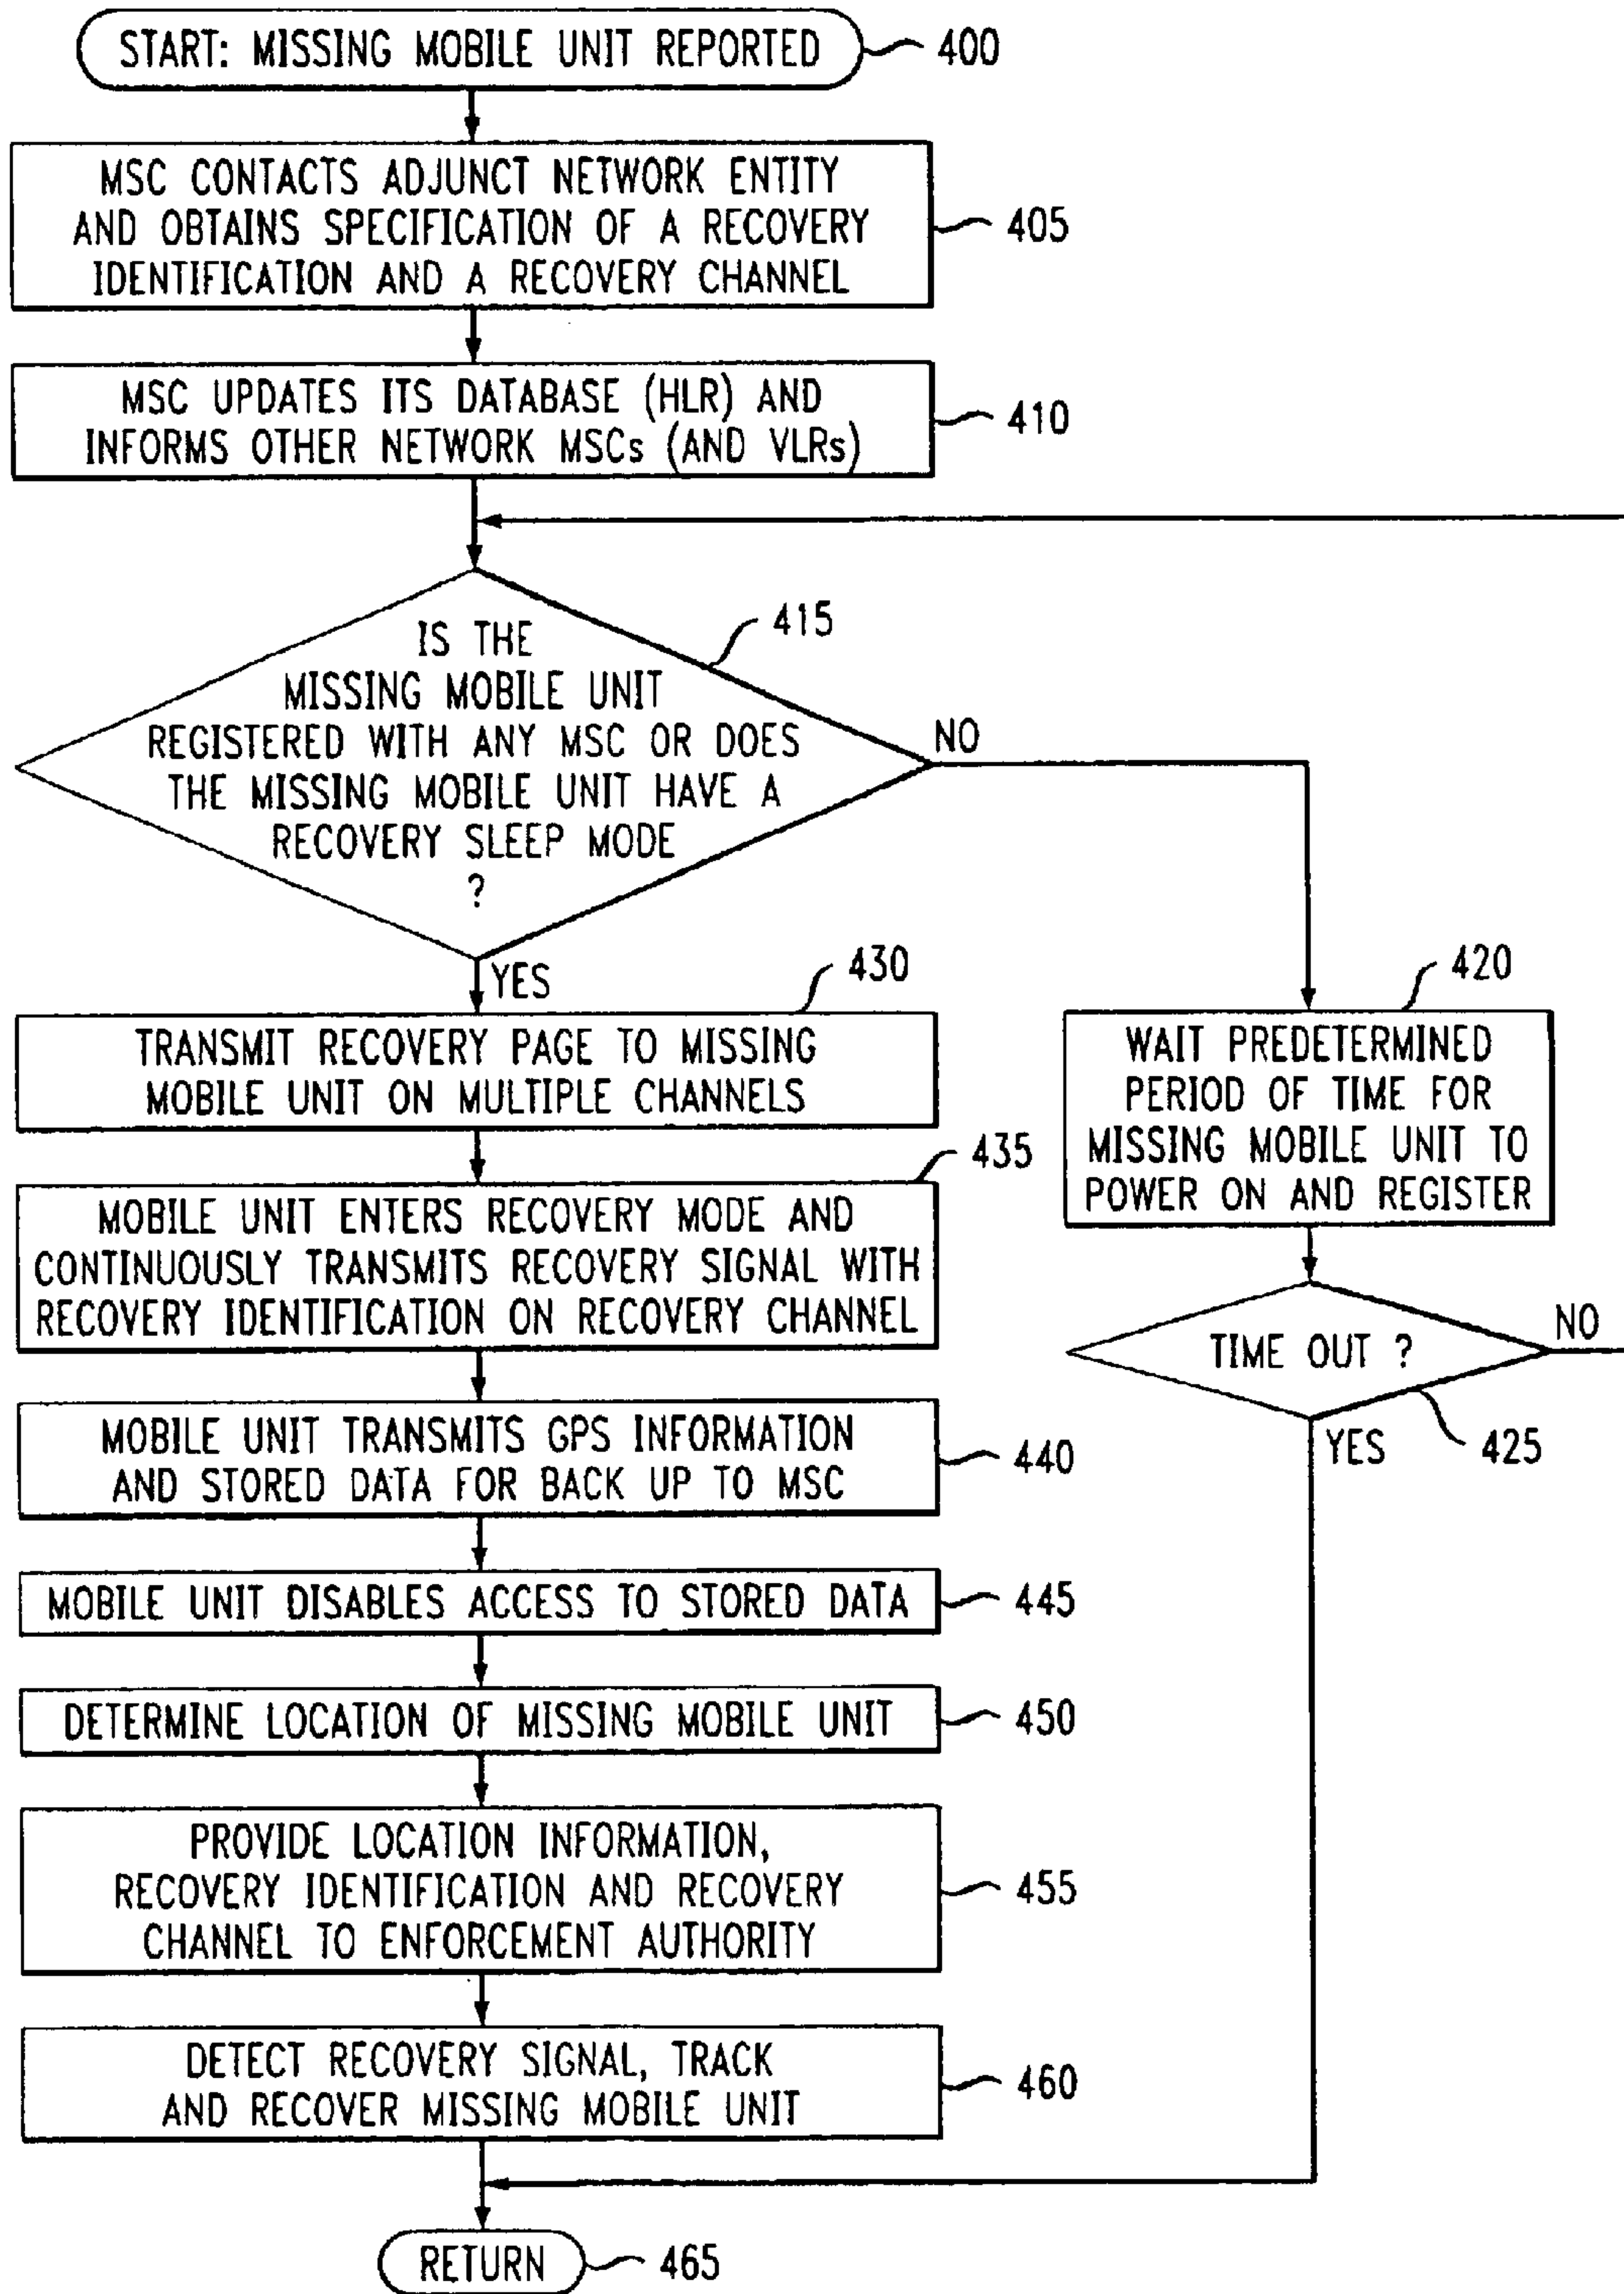 START: MISSING MOBILE UNIT REPORTED
400
MSC CONTACTS ADJUNCT NETWORK ENTITY
AND OBTAINS SPECIFICATION OF A RECOVERY
IDENTIFICATION AND A RECOVERY CHANNEL
405
MSC UPDATES ITS DATABASE (HLR) AND
INFORMS OTHER NETWORK MSCs (AND VLRs)
410
IS THE
MISSING MOBILE UNIT
REGISTERED WITH ANY MSC OR DOES
THE MISSING MOBILE UNIT HAVE A
RECOVERY SLEEP MODE
?
415
NO
YES
430
TRANSMIT RECOVERY PAGE TO MISSING
MOBILE UNIT ON MULTIPLE CHANNELS
420
WAIT PREDETERMINED
PERIOD OF TIME FOR
MISSING MOBILE UNIT TO
POWER ON AND REGISTER
435
MOBILE UNIT ENTERS RECOVERY MODE AND
CONTINUOUSLY TRANSMITS RECOVERY SIGNAL WITH
RECOVERY IDENTIFICATION ON RECOVERY CHANNEL
TIME OUT ?
NO
YES
425
MOBILE UNIT TRANSMITS GPS INFORMATION
AND STORED DATA FOR BACK UP TO MSC
440
MOBILE UNIT DISABLES ACCESS TO STORED DATA
445
DETERMINE LOCATION OF MISSING MOBILE UNIT
450
PROVIDE LOCATION INFORMATION,
RECOVERY IDENTIFICATION AND RECOVERY
CHANNEL TO ENFORCEMENT AUTHORITY
455
DETECT RECOVERY SIGNAL, TRACK
AND RECOVER MISSING MOBILE UNIT
460
RETURN
465